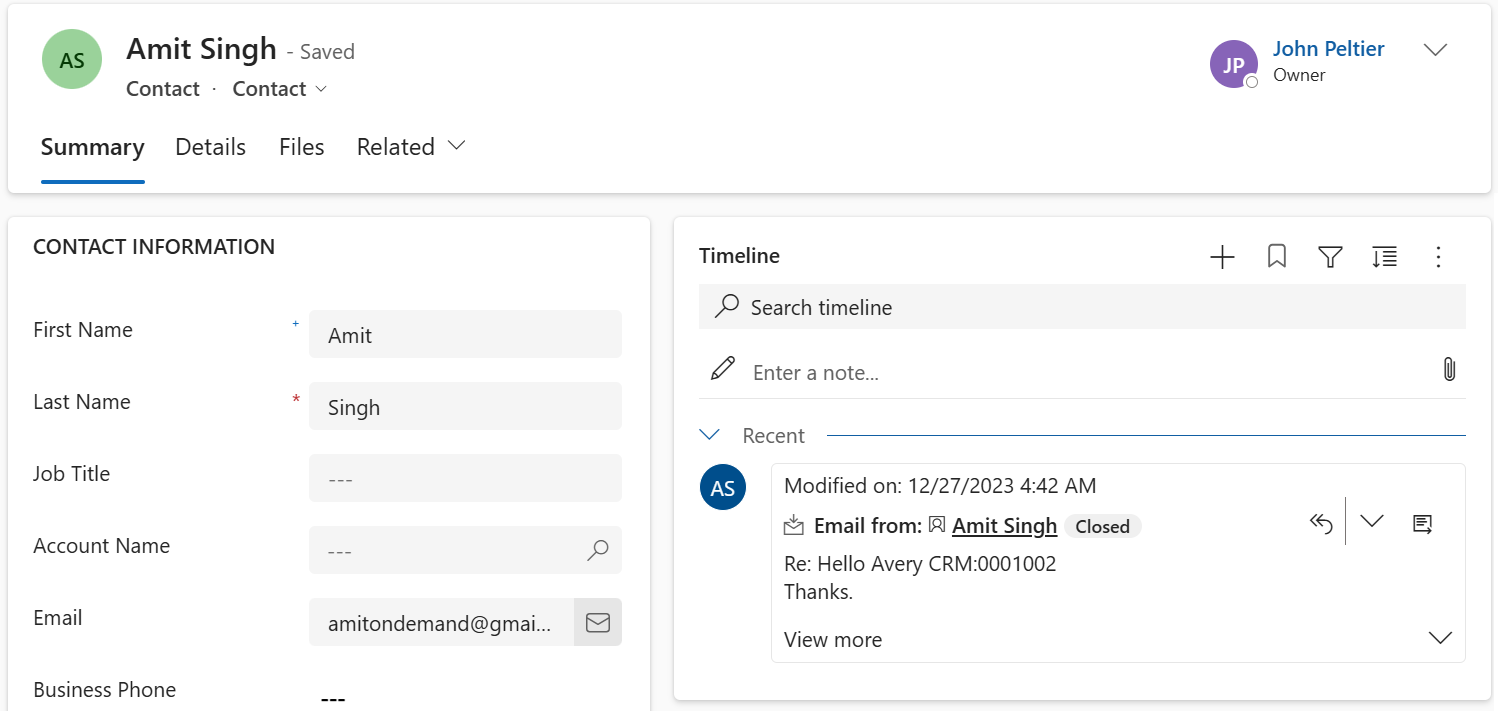 AS
Amit Singh - Saved
Contact · Contact
JP
John Peltier
Owner
Summary Details Files Related
CONTACT INFORMATION
First Name + Amit
Last Name * Singh
Job Title ---
Account Name ---
Email amitondemand@gmai...
Business Phone ---
Timeline
Search timeline
Enter a note...
Recent
AS
Modified on: 12/27/2023 4:42 AM
Email from: Amit Singh Closed
Re: Hello Avery CRM:0001002
Thanks.
View more